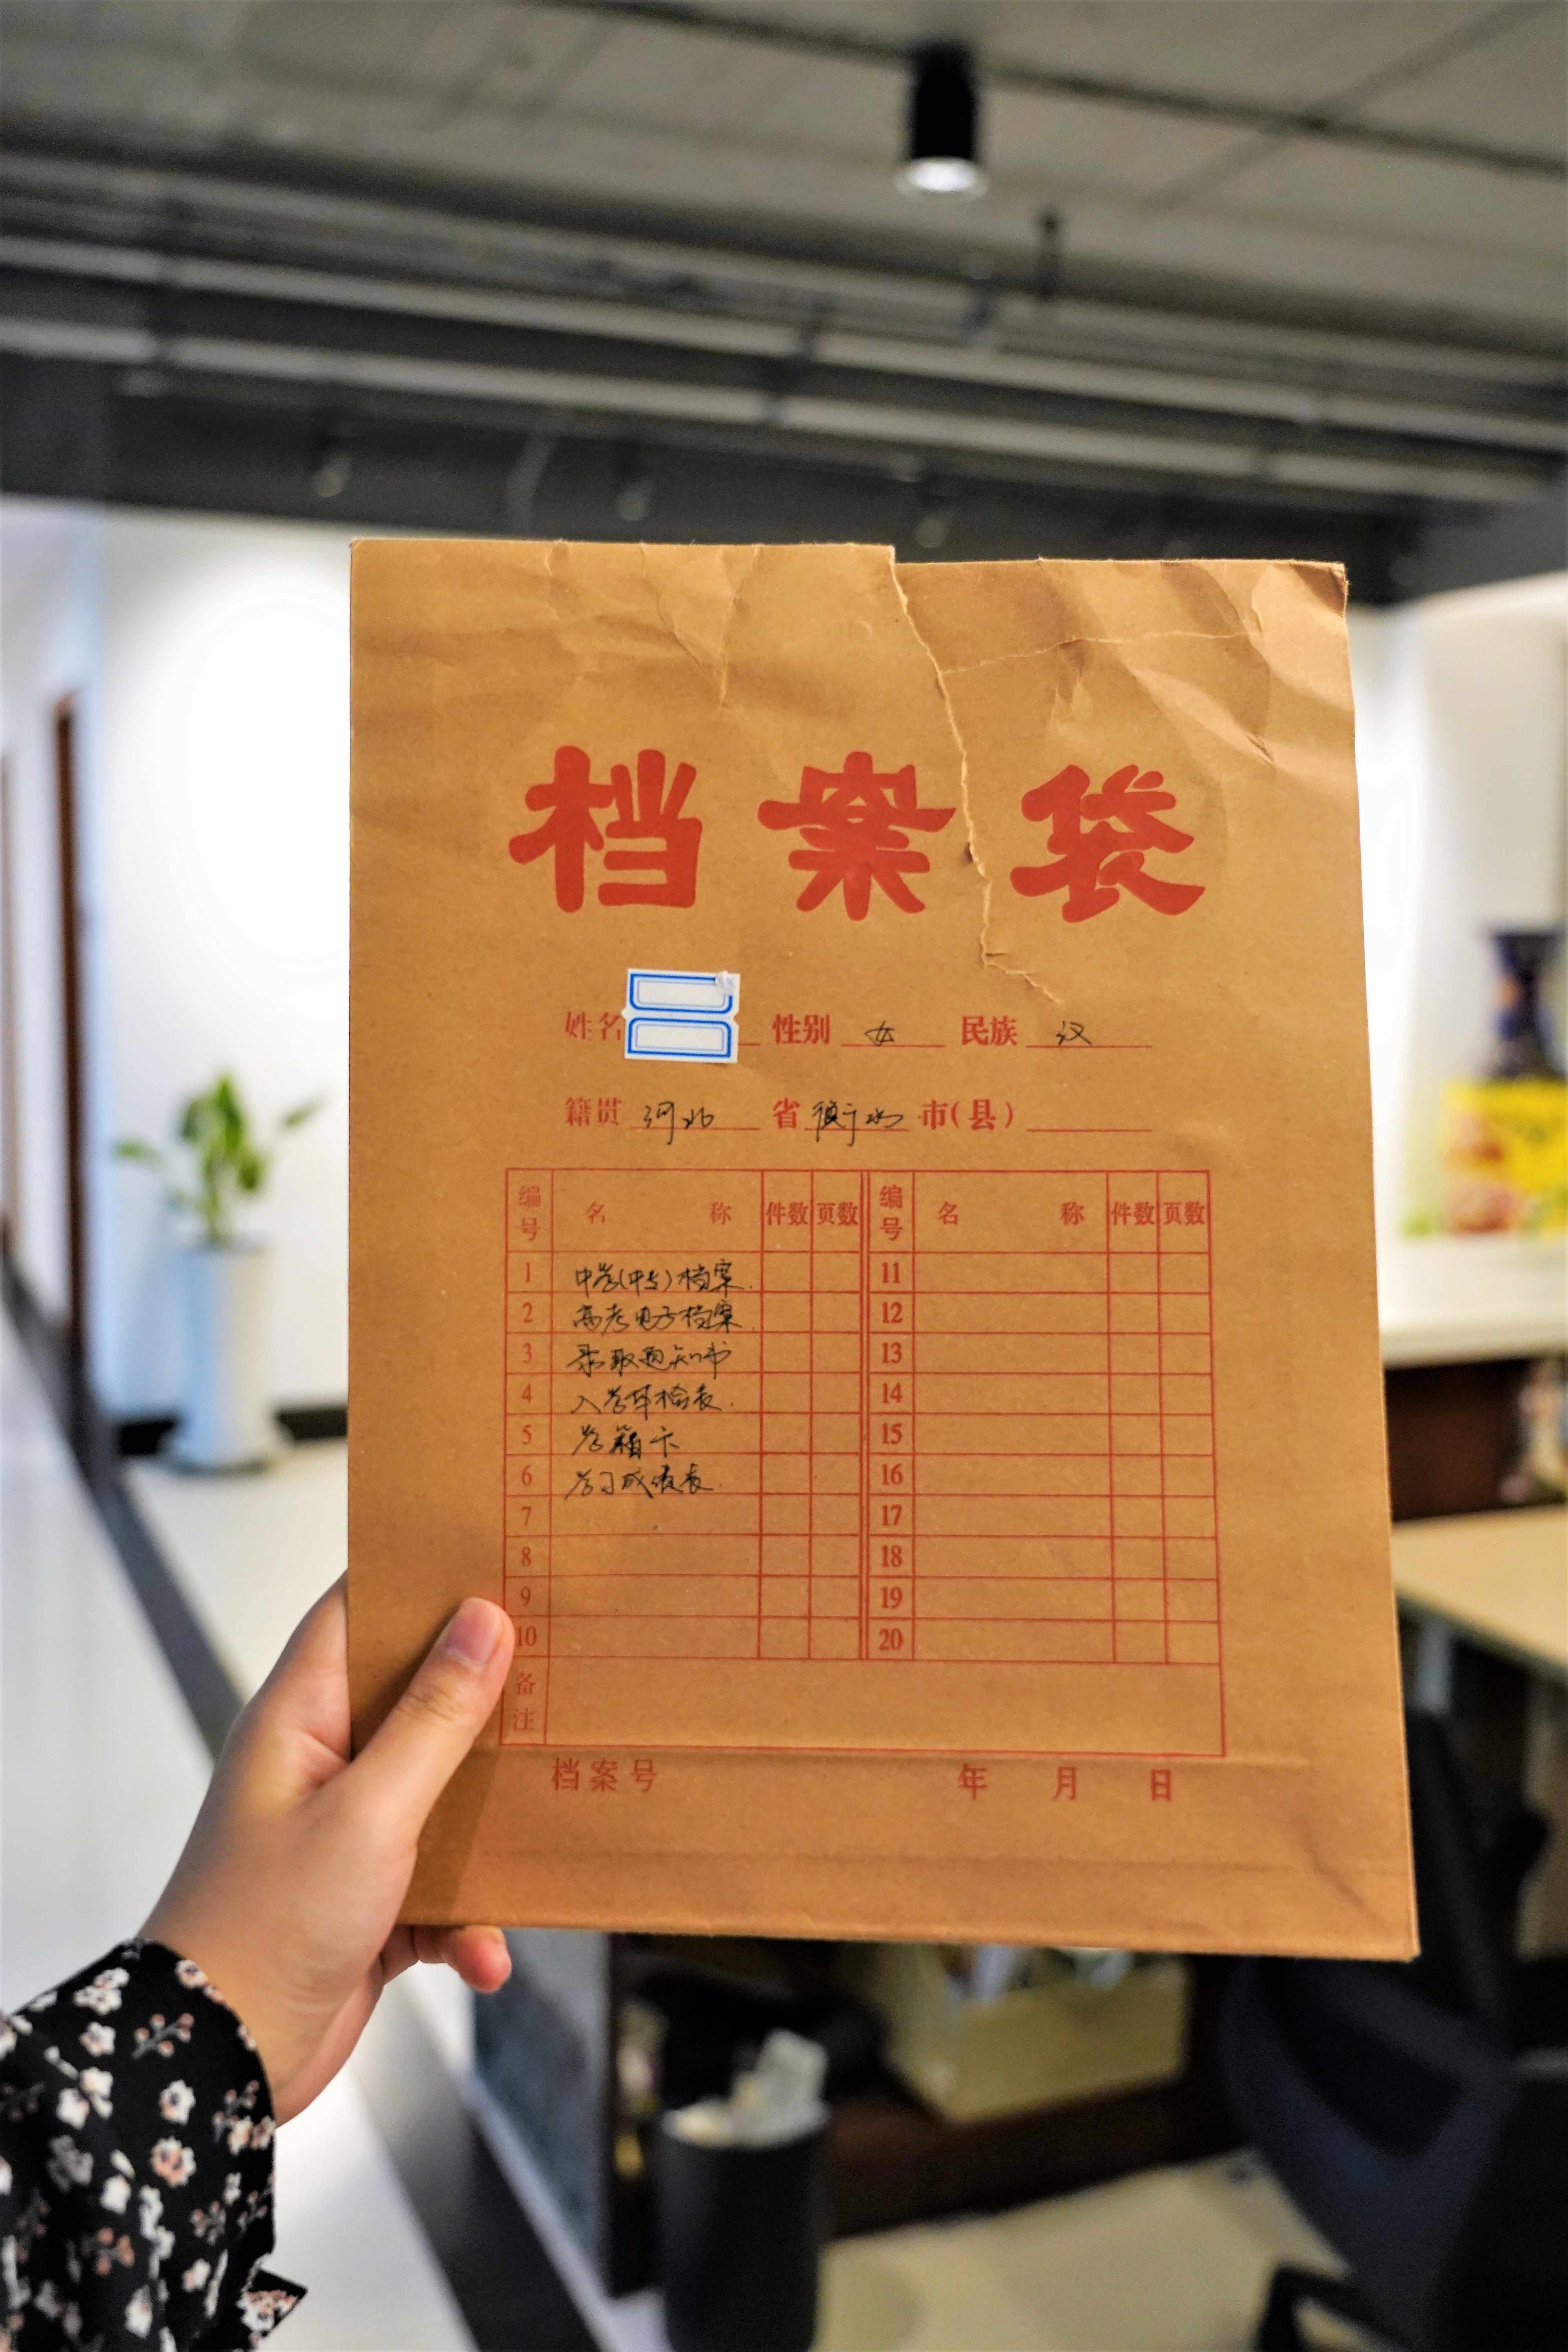 档案袋
姓名 性别 女 民族 汉
籍贯 河北 省 衡水 市(县)
编号 名称 件数 页数 编号 名称 件数 页数
1 中学(中专)档案. 11
2 高考电子档案. 12
3 录取通知书 13
4 入学体检表. 14
5 学籍卡 15
6 学习成绩表. 16
7 17
8 18
9 19
10 20
备注
档案号 年 月 日